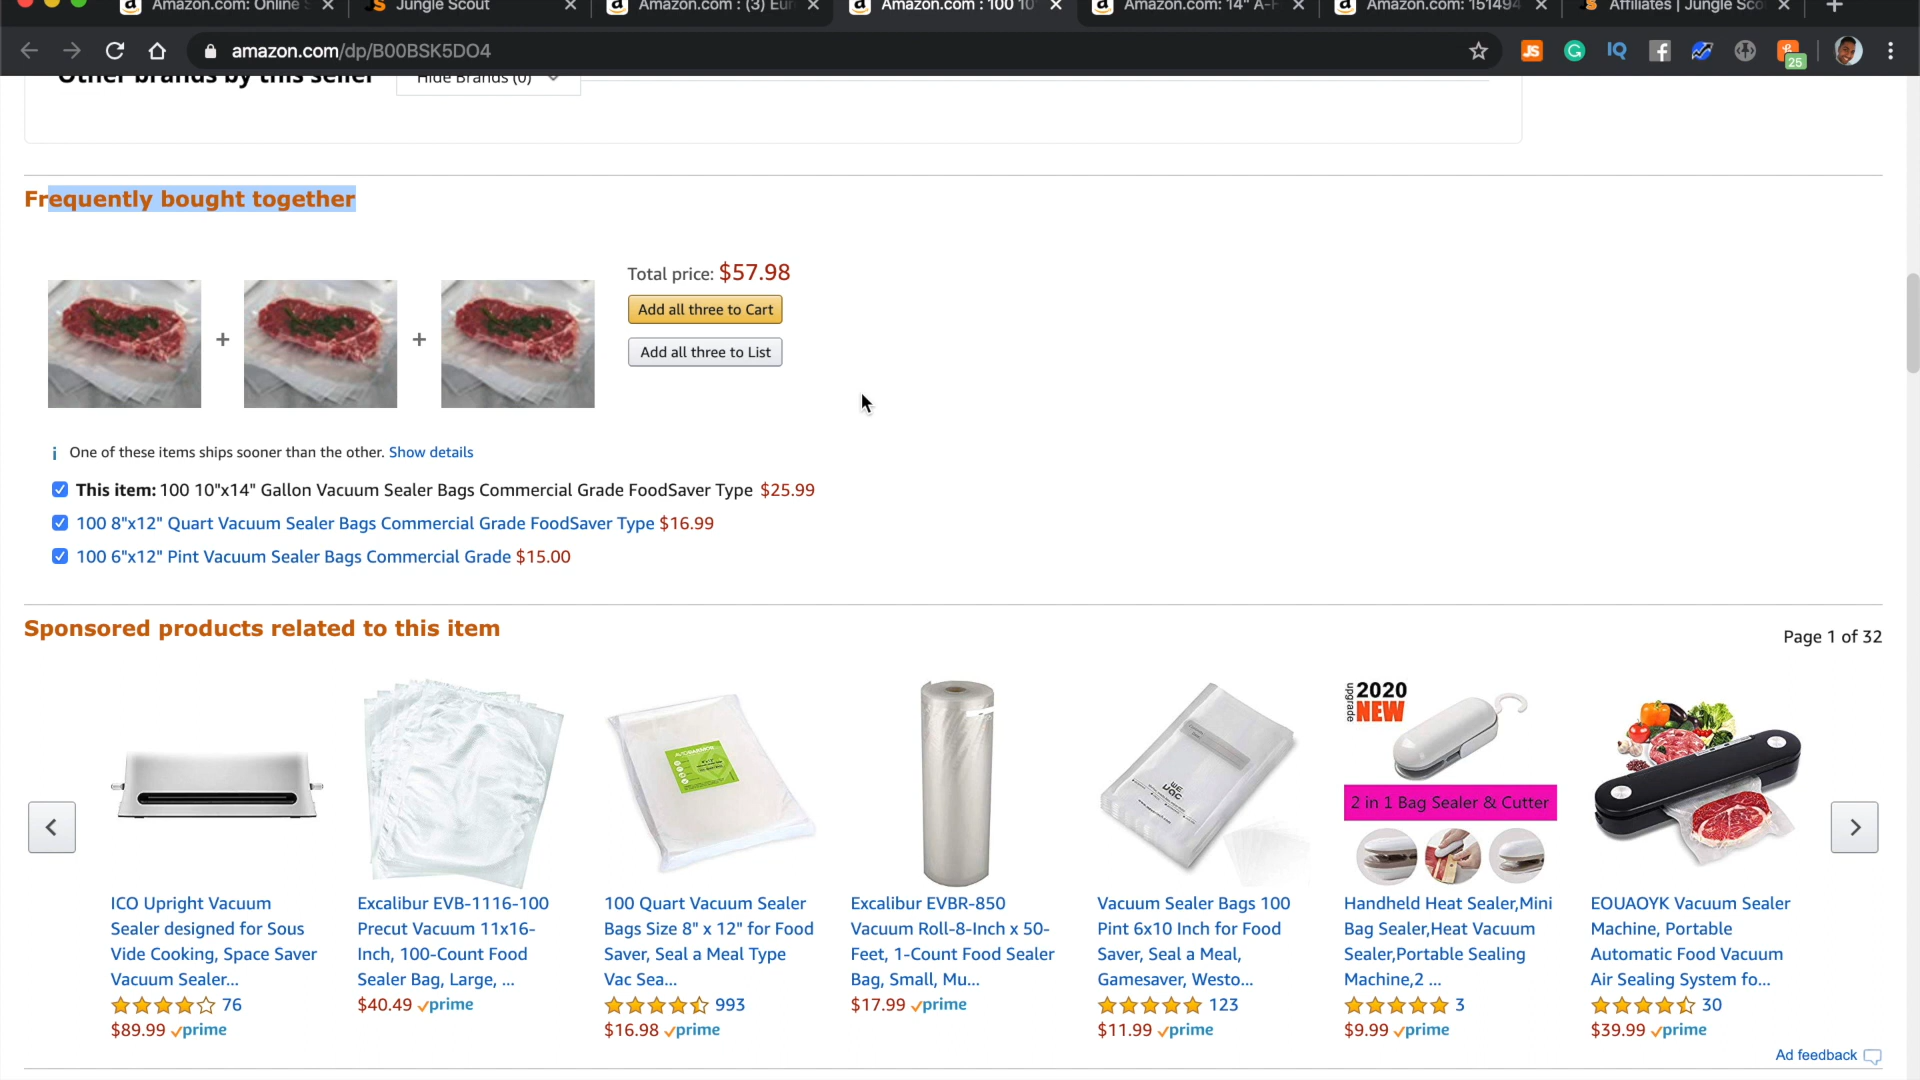 Amazon.com: Online S
Jungle Scout
Amazon.com : (3) Eur
Amazon.com : 100 10
Amazon.com: 14" A-F
Amazon.com: 151494
Affiliates | Jungle Sco
amazon.com/dp/B00BSK5DO4
25
Other brands by this seller
Hide Brands (0)
Frequently bought together
Total price: $57.98
Add all three to Cart
Add all three to List
+
+
i One of these items ships sooner than the other. Show details
This item: 100 10"x14" Gallon Vacuum Sealer Bags Commercial Grade FoodSaver Type $25.99
100 8"x12" Quart Vacuum Sealer Bags Commercial Grade FoodSaver Type $16.99
100 6"x12" Pint Vacuum Sealer Bags Commercial Grade $15.00
Sponsored products related to this item
Page 1 of 32
upgrade
2020
NEW
2 in 1 Bag Sealer & Cutter
ICO Upright Vacuum
Sealer designed for Sous
Vide Cooking, Space Saver
Vacuum Sealer...
76
$89.99 prime
Excalibur EVB-1116-100
Precut Vacuum 11x16-
Inch, 100-Count Food
Sealer Bag, Large, ...
$40.49 prime
100 Quart Vacuum Sealer
Bags Size 8" x 12" for Food
Saver, Seal a Meal Type
Vac Sea...
993
$16.98 prime
Excalibur EVBR-850
Vacuum Roll-8-Inch x 50-
Feet, 1-Count Food Sealer
Bag, Small, Mu...
$17.99 prime
Vacuum Sealer Bags 100
Pint 6x10 Inch for Food
Saver, Seal a Meal,
Gamesaver, Westo...
123
$11.99 prime
Handheld Heat Sealer,Mini
Bag Sealer,Heat Vacuum
Sealer,Portable Sealing
Machine,2 ...
3
$9.99 prime
EOUAOYK Vacuum Sealer
Machine, Portable
Automatic Food Vacuum
Air Sealing System fo...
30
$39.99 prime
Ad feedback